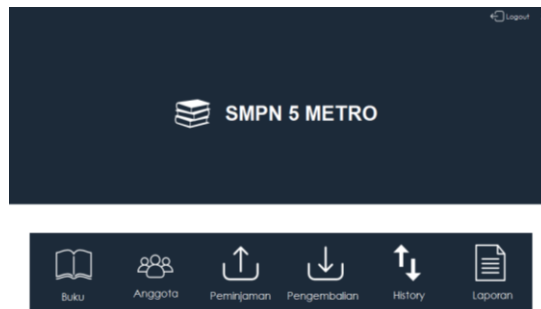 Logout
SMPN 5 METRO
Buku Anggota Peminjaman Pengembalian History Laporan